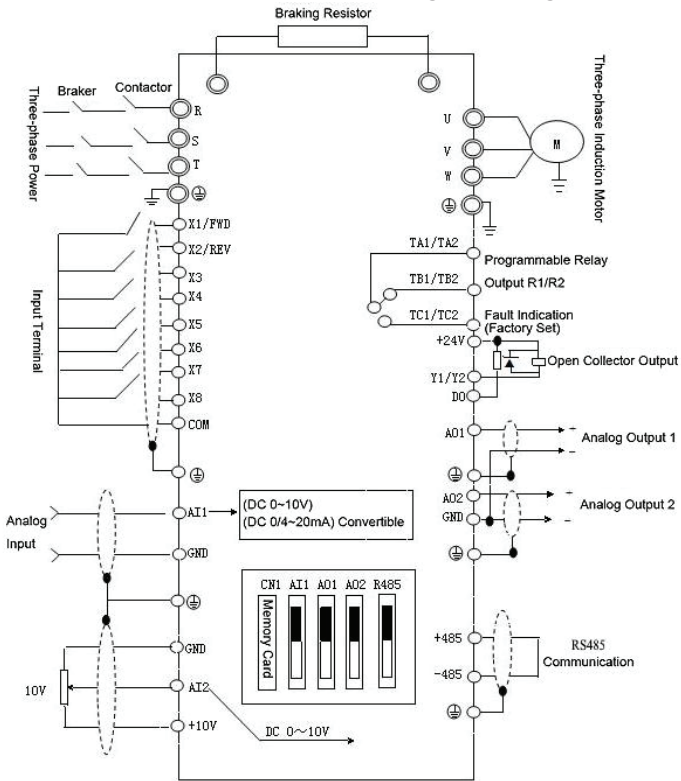 Braking Resistor
Braker
Contactor
Three-phase Power
R
S
T
X1/FWD
X2/REV
X3
X4
X5
X6
X7
X8
COM
Input Terminal
U
V
W
M
Three-phase Induction Motor
TA1/TA2
TB1/TB2
TC1/TC2
Programmable Relay
Output R1/R2
Fault Indication
(Factory Set)
+24V
Y1/Y2
DO
Open Collector Output
AO1
+
−
Analog Output 1
AO2
GND
+
−
Analog Output 2
Analog
Input
AI1
(DC 0~10V)
(DC 0/4~20mA) Convertible
GND
CN1 AI1 AO1 AO2 R485
Memory Card
GND
10V
AI2
+10V
DC 0～10V
+485
-485
RS485
Communication